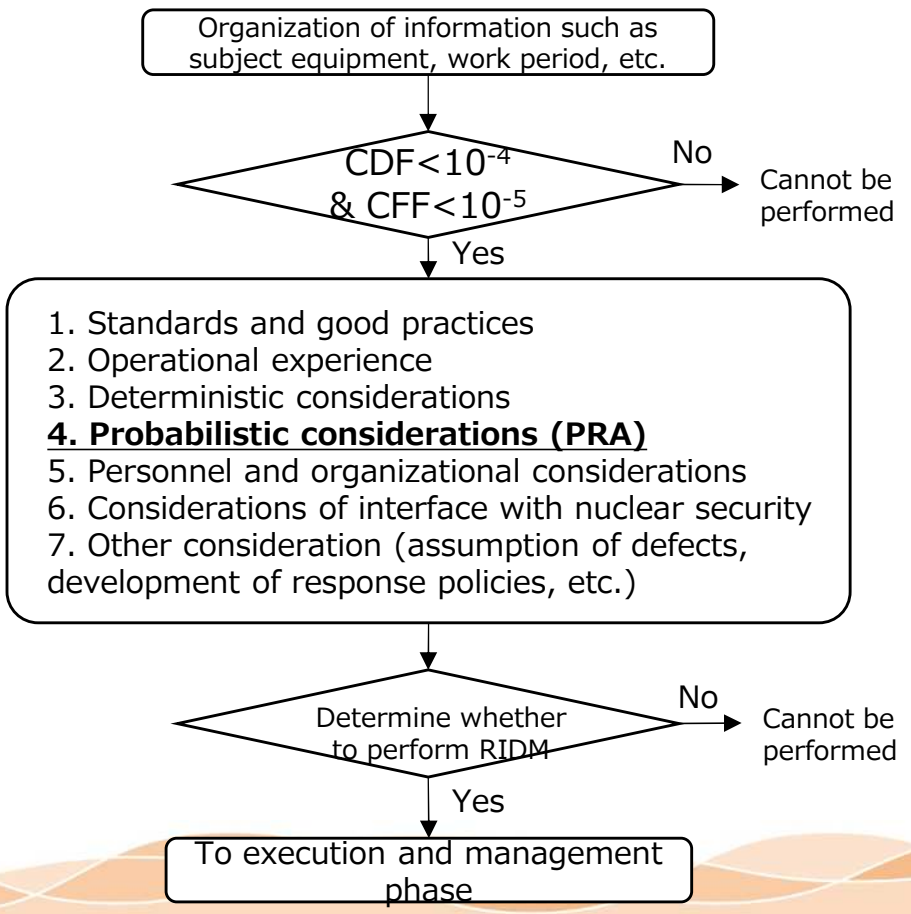 Organization of information such as
subject equipment, work period, etc.
CDF<10⁻⁴
& CFF<10⁻⁵
No
Cannot be
performed
Yes
1. Standards and good practices
2. Operational experience
3. Deterministic considerations
4. Probabilistic considerations (PRA)
5. Personnel and organizational considerations
6. Considerations of interface with nuclear security
7. Other consideration (assumption of defects,
development of response policies, etc.)
Determine whether
to perform RIDM
No
Cannot be
performed
Yes
To execution and management
phase